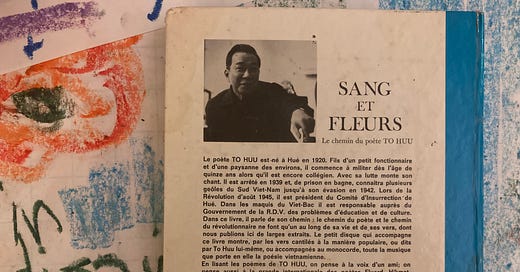 SANG
ET
FLEURS
Le chemin du poète TO HUU
Le poète TO HUU est-né à Hué en 1920. Fils d'un petit fonctionnaire
et d'une paysanne des environs, il commence à militer dès l'âge de
quinze ans alors qu'il est encore collégien. Avec sa lutte monte son
chant. Il est arrêté en 1939 et, de prison en bagne, connaîtra plusieurs
geôles du Sud Viet-Nam jusqu'à son évasion en 1942. Lors de la
Révolution d'août 1945, il est président du Comité d'Insurrection de
Hué. Dans les maquis du Viet-Bac il est responsable auprès du
Gouvernement de la R.D.V. des problèmes d'éducation et de culture.
Dans ce livre, il parle de son chemin : le chemin du poète et le chemin
du révolutionnaire ne font qu'un au long de sa vie et de ses vers, dont
nous publions ici de larges extraits. Le petit disque qui accompagne
ce livre montre, par les vers cantilés à la manière populaire, ou dits
par To Huu lui-même, ou accompagnés au monocorde, toute la musique
que porte en elle la poésie vietnamienne.
En lisant les poèmes de TO HUU, on pense à la voix d'un ami; on
pense aussi à la grande internationale des poètes